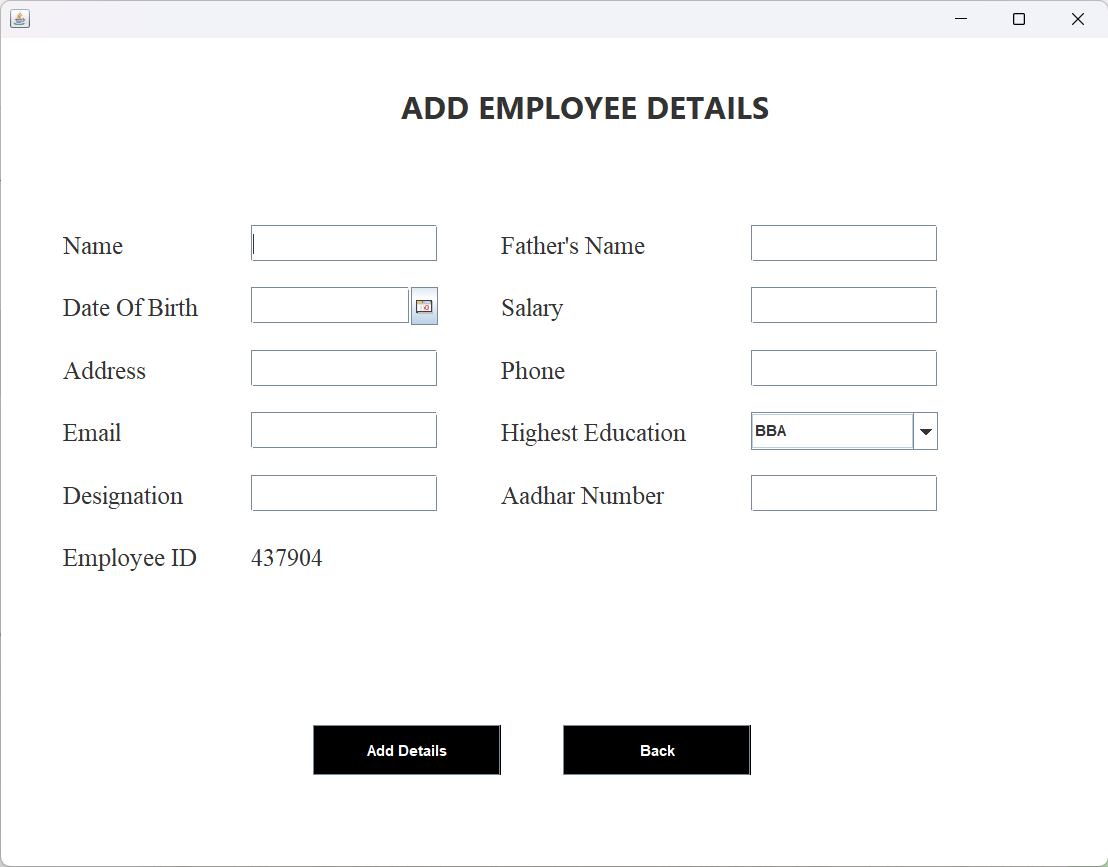 ADD EMPLOYEE DETAILS
Name Father's Name
Date Of Birth Salary
Address Phone
Email Highest Education BBA
Designation Aadhar Number
Employee ID 437904
Add Details Back